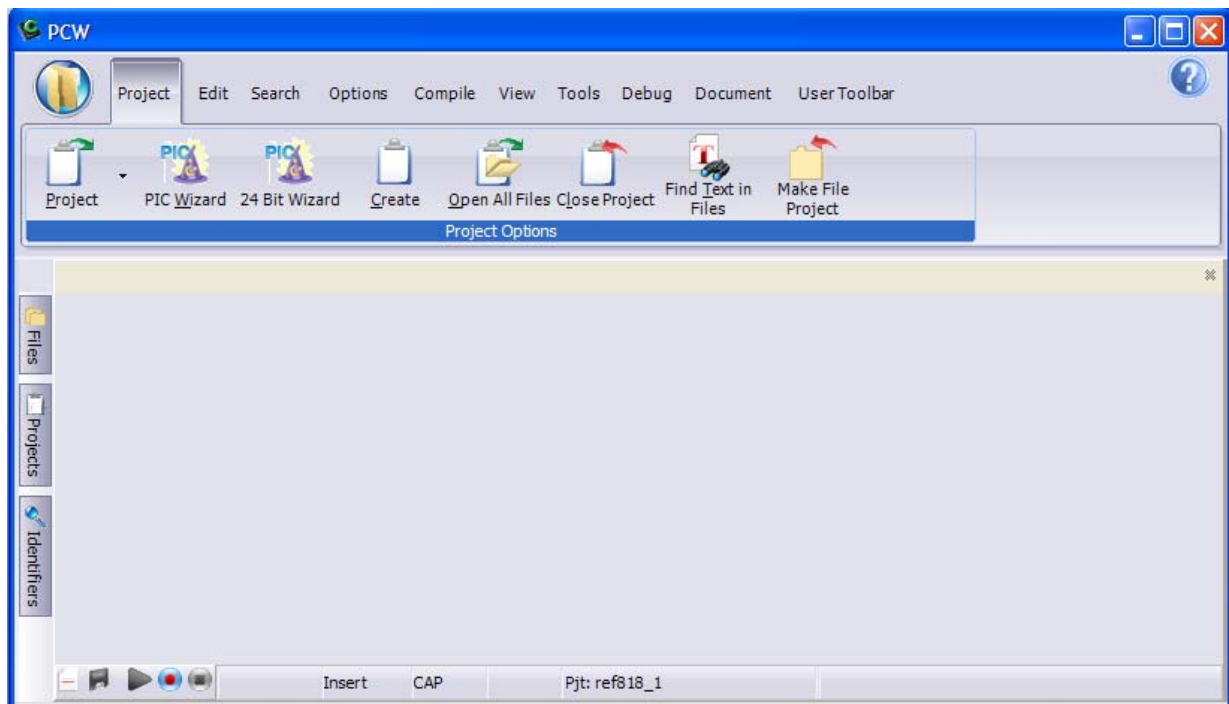 PCW
Project Edit Search Options Compile View Tools Debug Document User Toolbar
Project PIC Wizard 24 Bit Wizard Create Open All Files Close Project Find Text in Files Make File Project
Project Options
Files
Projects
Identifiers
Insert CAP Pjt: ref818_1